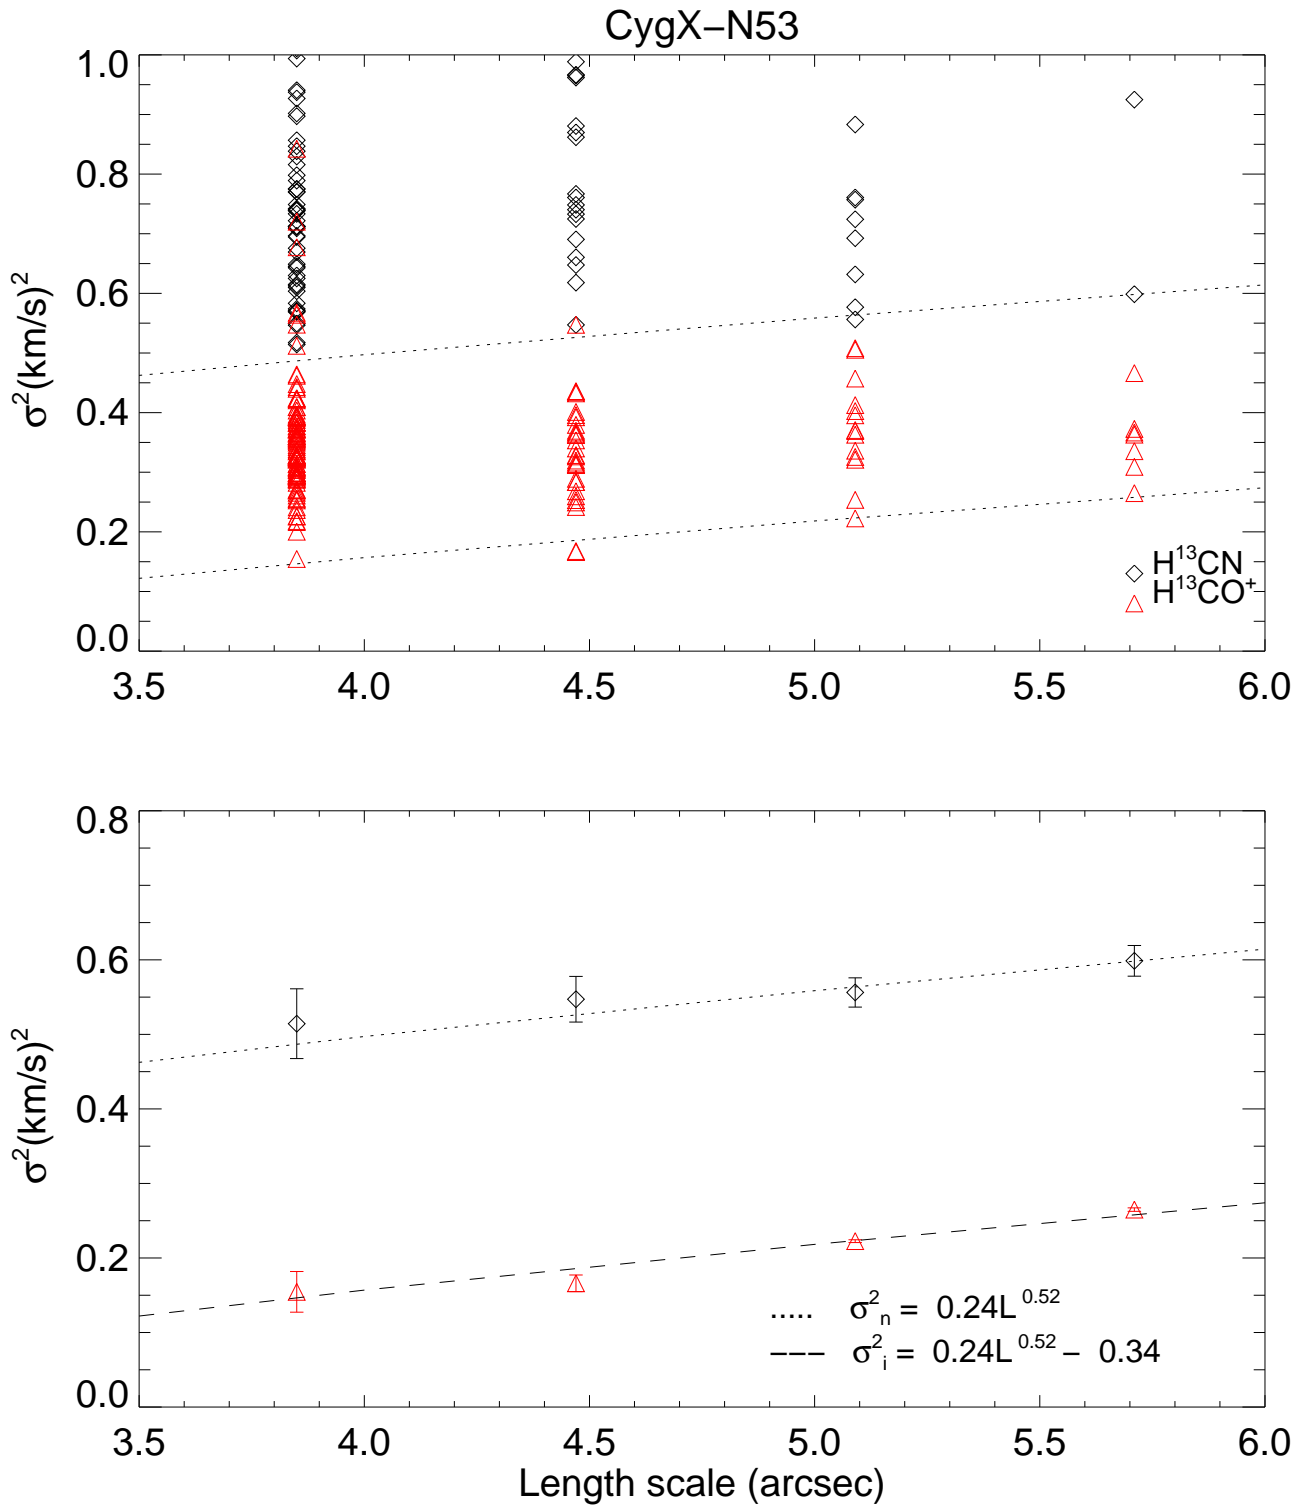 CygX–N53
σ²(km/s)²
1.0
0.8
0.6
0.4
0.2
0.0
H¹³CN
H¹³CO⁺
3.5 4.0 4.5 5.0 5.5 6.0
σ²(km/s)²
0.8
0.6
0.4
0.2
0.0
..... σ²ₙ = 0.24L^0.52
––– σ²ᵢ = 0.24L^0.52 – 0.34
3.5 4.0 4.5 5.0 5.5 6.0
Length scale (arcsec)